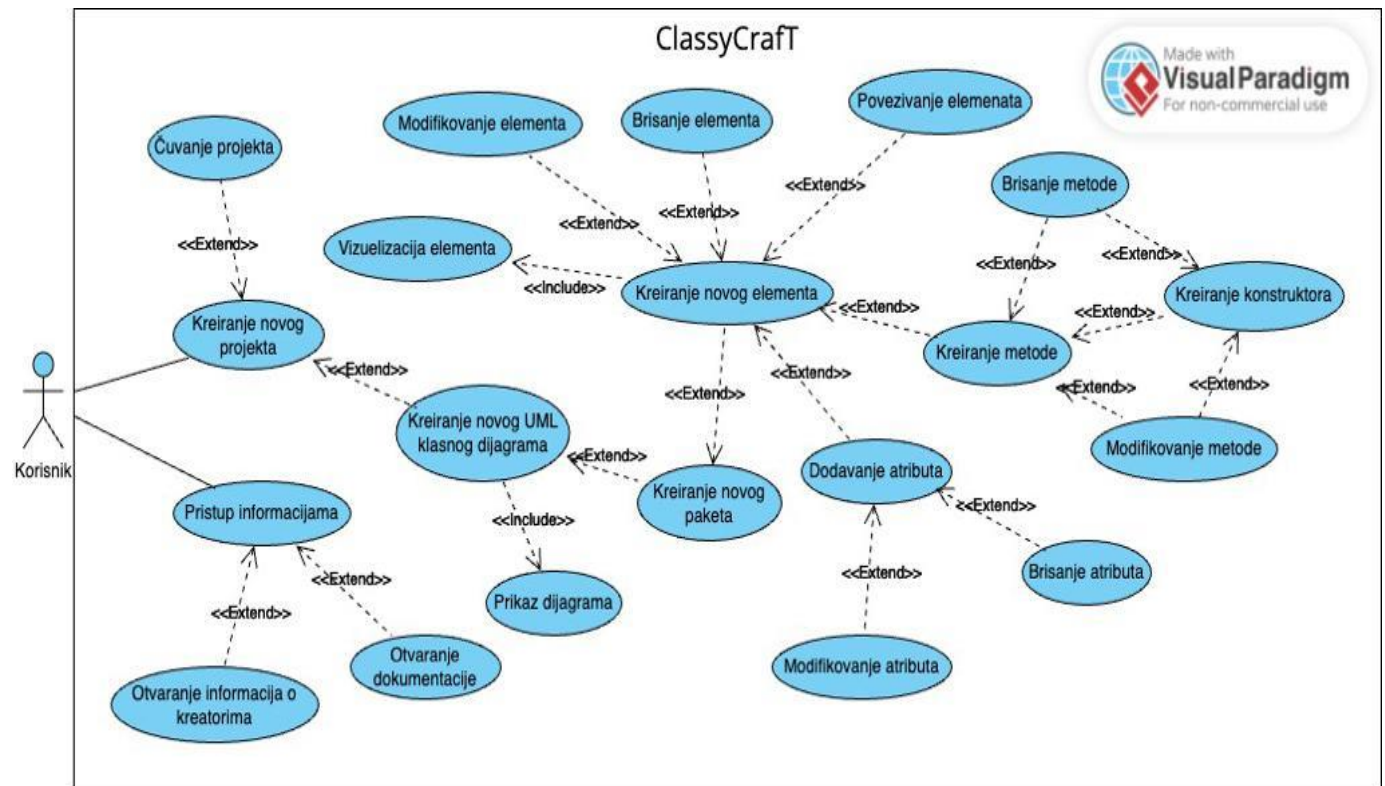 ClassyCrafT
Made with
Visual Paradigm
For non-commercial use
Povezivanje elemenata
Brisanje elementa
Modifikovanje elementa
Čuvanje projekta
Brisanje metode
<<Extend>>
<<Extend>>
<<Extend>>
<<Extend>>
<<Extend>>
Vizuelizacija elementa
<<Extend>>
<<Extend>>
<<Include>>
Kreiranje novog elementa
Kreiranje konstruktora
Kreiranje novog
projekta
<<Extend>>
<<Extend>>
Kreiranje metode
<<Extend>>
<<Extend>>
<<Extend>>
<<Extend>>
<<Extend>>
Kreiranje novog UML
klasnog dijagrama
Modifikovanje metode
<<Extend>>
Korisnik
Dodavanje atributa
Kreiranje novog
paketa
Pristup informacijama
<<Extend>>
<<Include>>
Prikaz dijagrama
<<Extend>>
<<Extend>>
Brisanje atributa
<<Extend>>
Otvaranje
dokumentacije
Modifikovanje atributa
Otvaranje informacija o
kreatorima